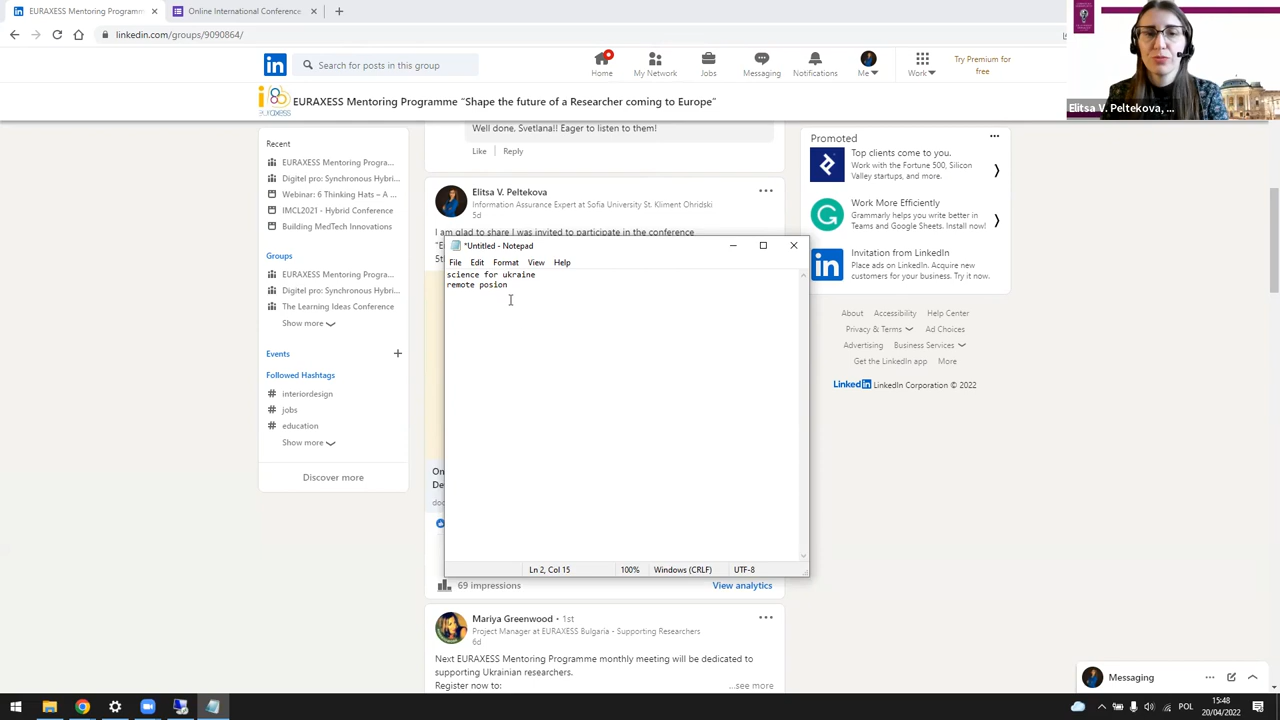 EURAXESS Mentoring Programm
Online International Conference
linkedin.com/groups/9090864/
Search for posts in this group
Home
My Network
Jobs
Messaging
Notifications
Me
Work
Try Premium for
free
EURAXESS Mentoring Programme “Shape the future of a Researcher coming to Europe”
Elitsa V. Peltekova, ...
Recent
EURAXESS Mentoring Progra...
Digitel pro: Synchronous Hybri...
Webinar: 6 Thinking Hats – A ...
IMCL2021 - Hybrid Conference
Building MedTech Innovations
Groups
EURAXESS Mentoring Progra...
Digitel pro: Synchronous Hybri...
The Learning Ideas Conference
Show more
Events
Followed Hashtags
# interiordesign
# jobs
# education
Show more
Discover more
Well done, Svetlana!! Eager to listen to them!
Like
Reply
Elitsa V. Peltekova
Information Assurance Expert at Sofia University St. Kliment Ohridski
5d
I am glad to share I was invited to participate in the conference
*Untitled - Notepad
File Edit Format View Help
science for ukraine
remote posion
Ln 2, Col 15
100%
Windows (CRLF)
UTF-8
On
De
doc
69 impressions
View analytics
Mariya Greenwood • 1st
Project Manager at EURAXESS Bulgaria - Supporting Researchers
6d
Next EURAXESS Mentoring Programme monthly meeting will be dedicated to
supporting Ukrainian researchers.
Register now to:
...see more
Promoted
Top clients come to you.
Work with the Fortune 500, Silicon
Valley startups, and more.
Work More Efficiently
Grammarly helps you write better in
Teams and Google Sheets. Install now!
Invitation from LinkedIn
Place ads on LinkedIn. Acquire new
customers for your business. Try it now.
About Accessibility Help Center
Privacy & Terms Ad Choices
Advertising Business Services
Get the LinkedIn app More
LinkedIn LinkedIn Corporation © 2022
Messaging
POL
15:48
20/04/2022